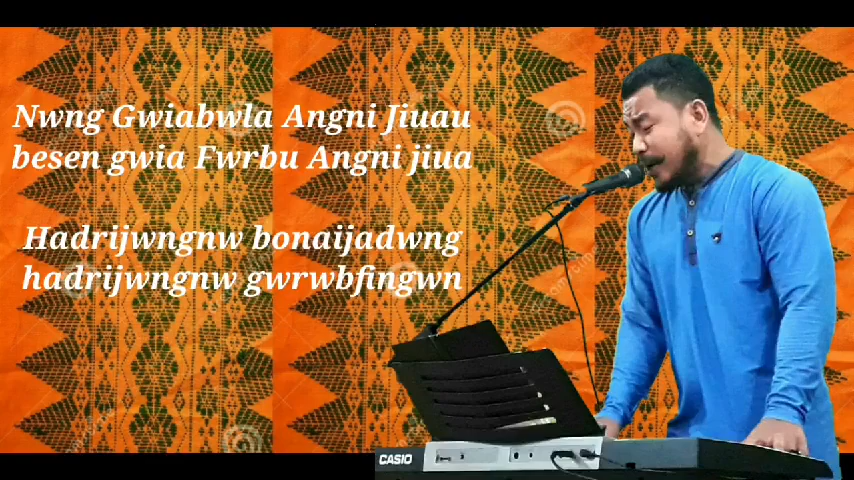 Nwng Gwiabwla Angni Jiuau
besen gwia Fwrbu Angni jiua
Hadrijwngnw bonaijadwng
hadrijwngnw gwrwbfingwn
CASIO